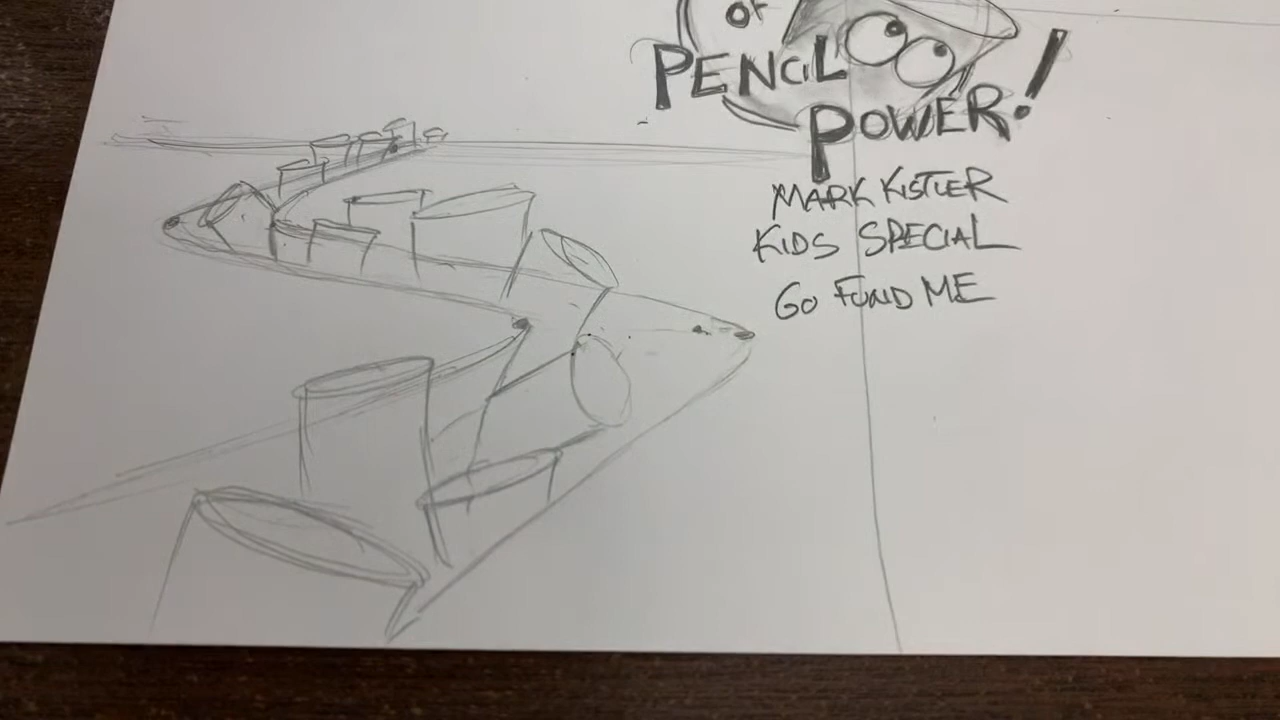 OF
PENCIL
POWER!
MARK KISTLER
KIDS SPECIAL
GO FUND ME